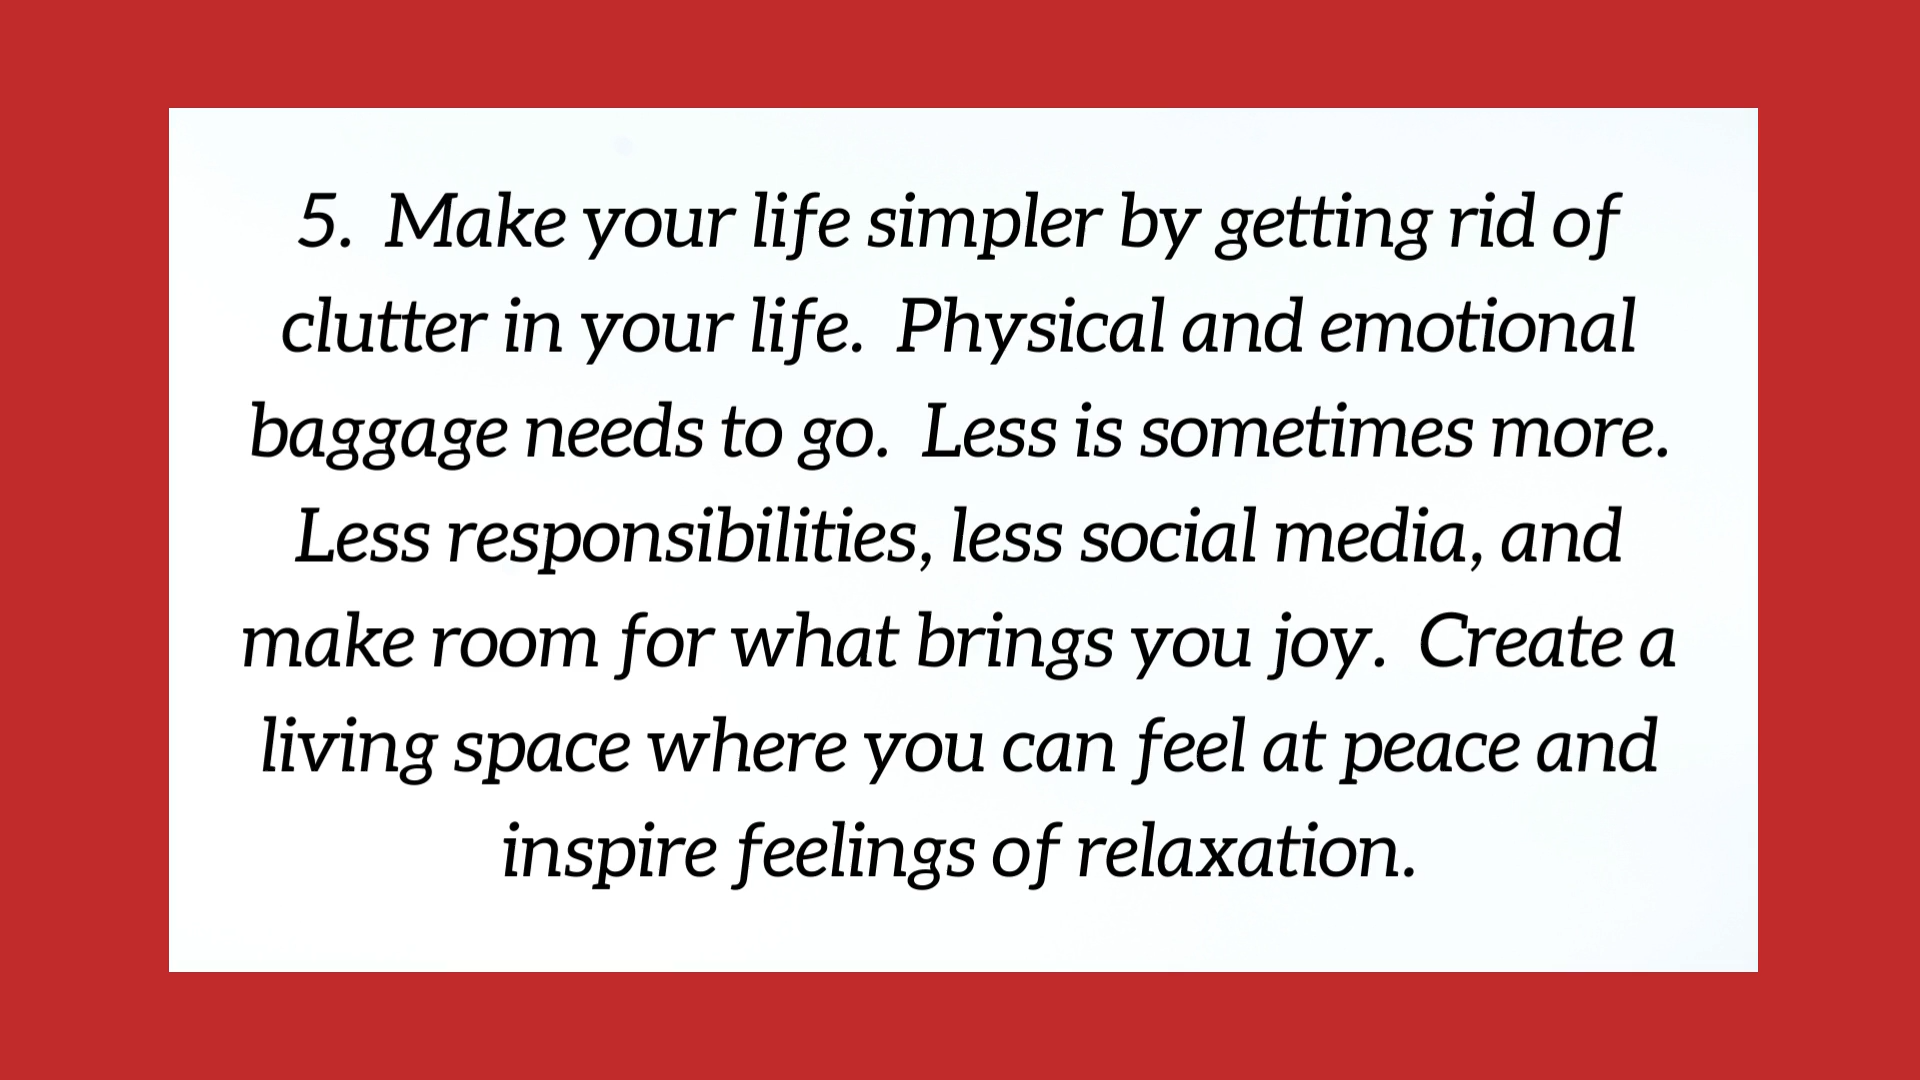 5.  Make your life simpler by getting rid of
clutter in your life.  Physical and emotional
baggage needs to go.  Less is sometimes more.
Less responsibilities, less social media, and
make room for what brings you joy.  Create a
living space where you can feel at peace and
inspire feelings of relaxation.